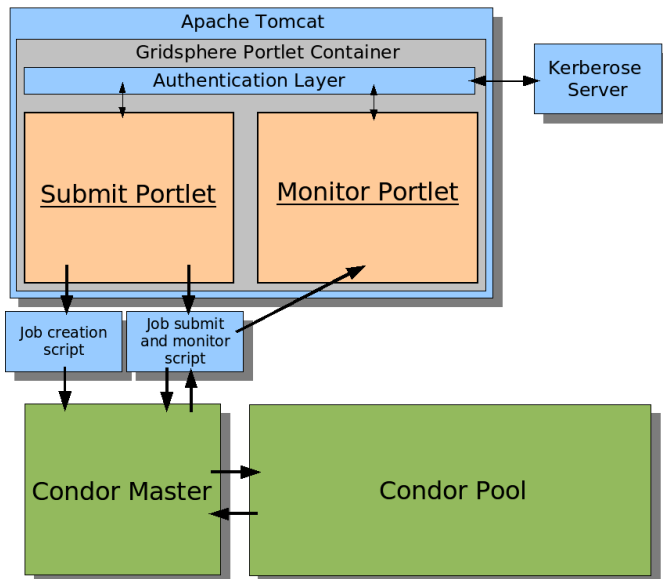 Apache Tomcat
Gridsphere Portlet Container
Authentication Layer
Kerberose
Server
Submit Portlet
Monitor Portlet
Job creation
script
Job submit
and monitor
script
Condor Master
Condor Pool